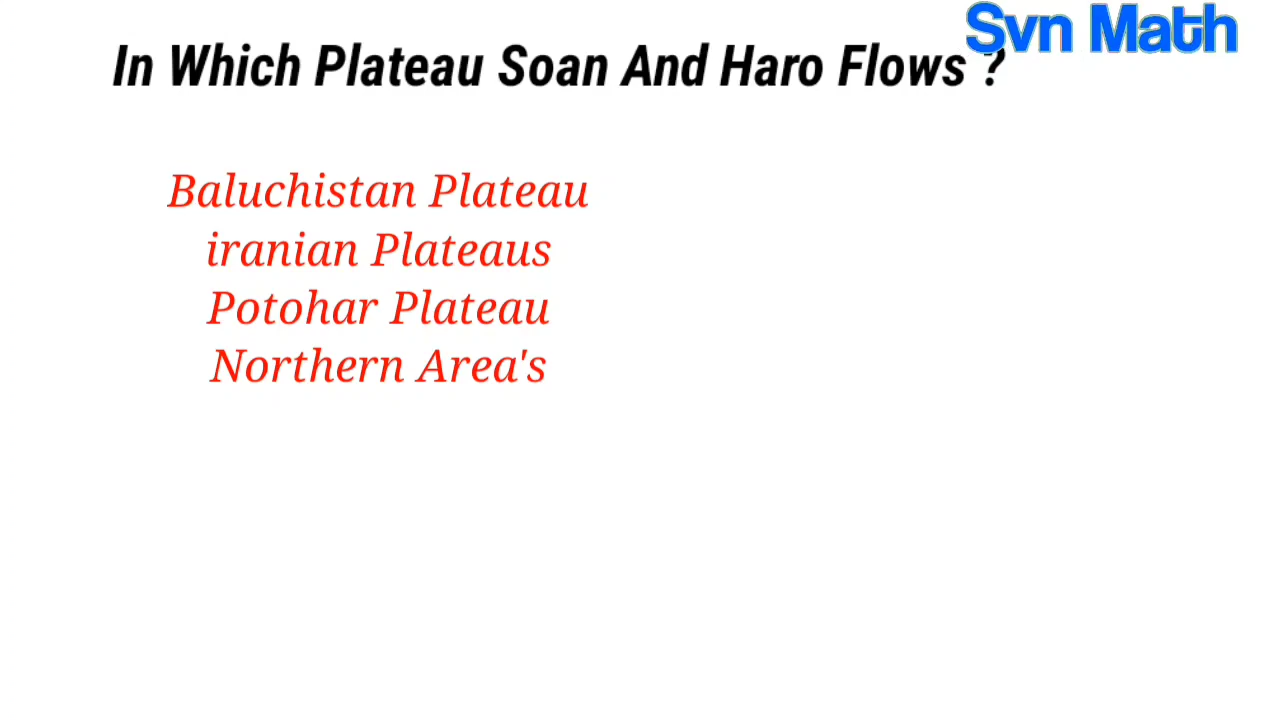 Svn Math
In Which Plateau Soan And Haro Flows ?
Baluchistan Plateau
iranian Plateaus
Potohar Plateau
Northern Area's